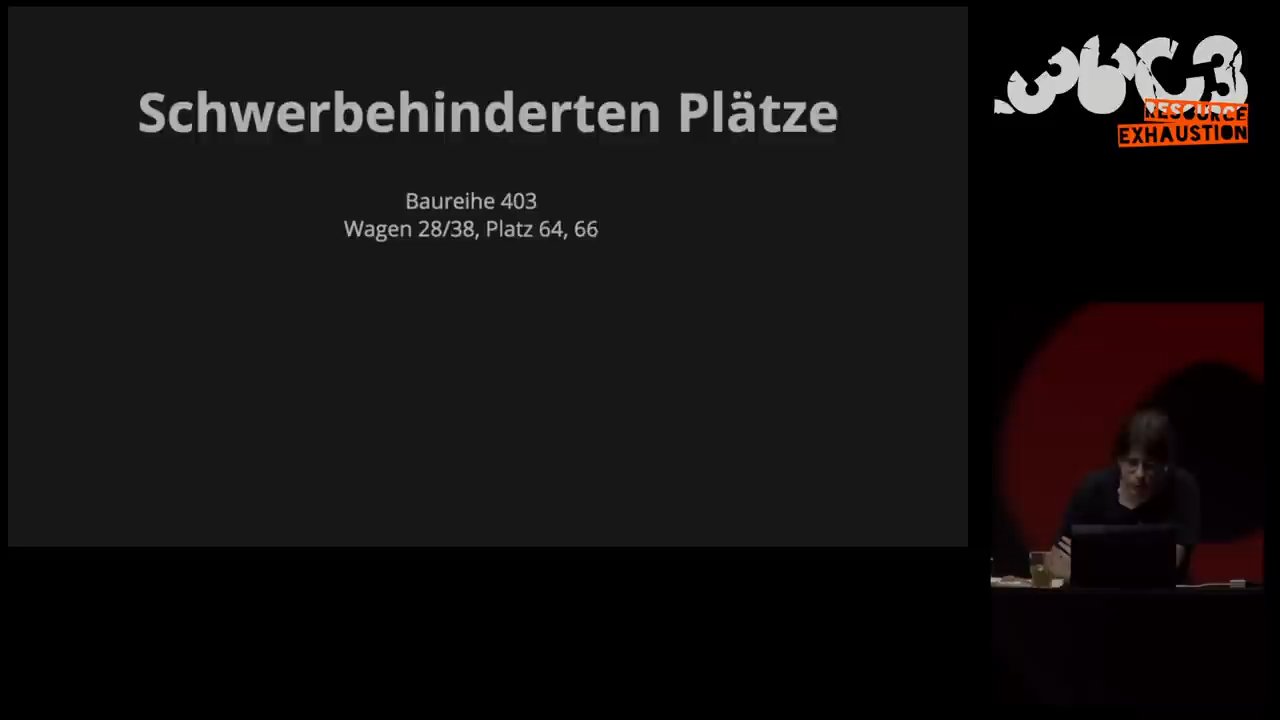 Schwerbehinderten Plätze
Baureihe 403
Wagen 28/38, Platz 64, 66
36C3
RESOURCE
EXHAUSTION